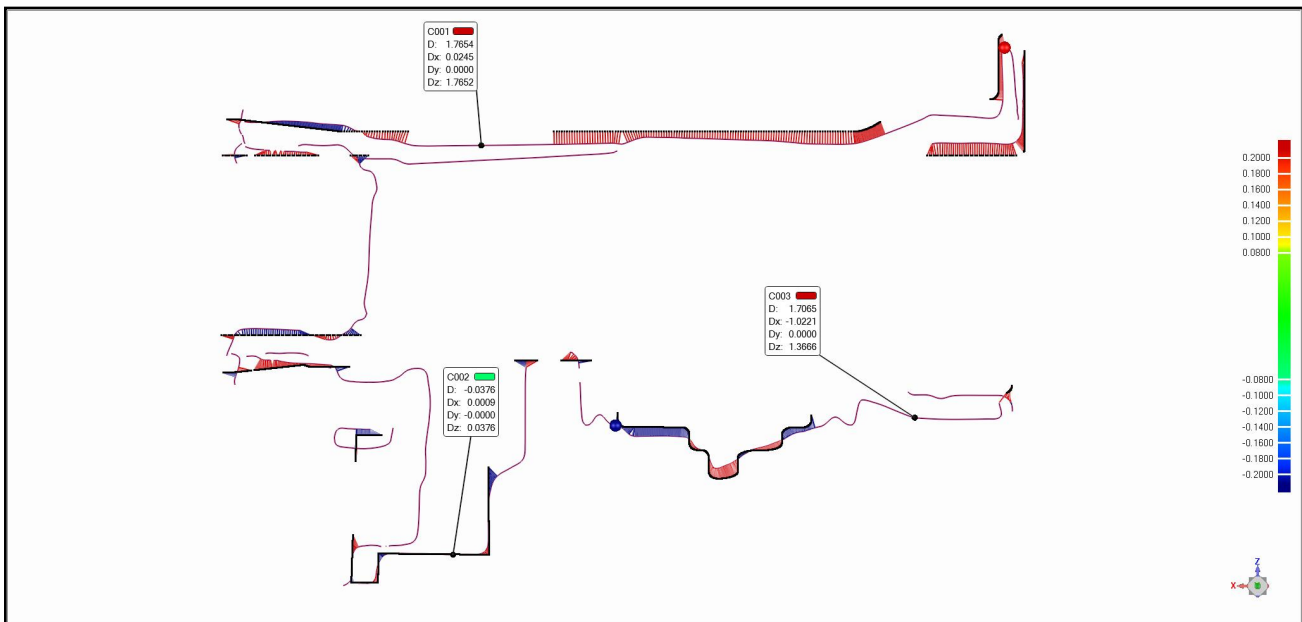 C001
D: 1.7654
Dx: 0.0245
Dy: 0.0000
Dz: 1.7652
C003
D: 1.7065
Dx: -1.0221
Dy: 0.0000
Dz: 1.3666
C002
D: -0.0376
Dx: 0.0009
Dy: -0.0000
Dz: 0.0376
0.2000
0.1800
0.1600
0.1400
0.1200
0.1000
0.0800
-0.0800
-0.1000
-0.1200
-0.1400
-0.1600
-0.1800
-0.2000
Z
X